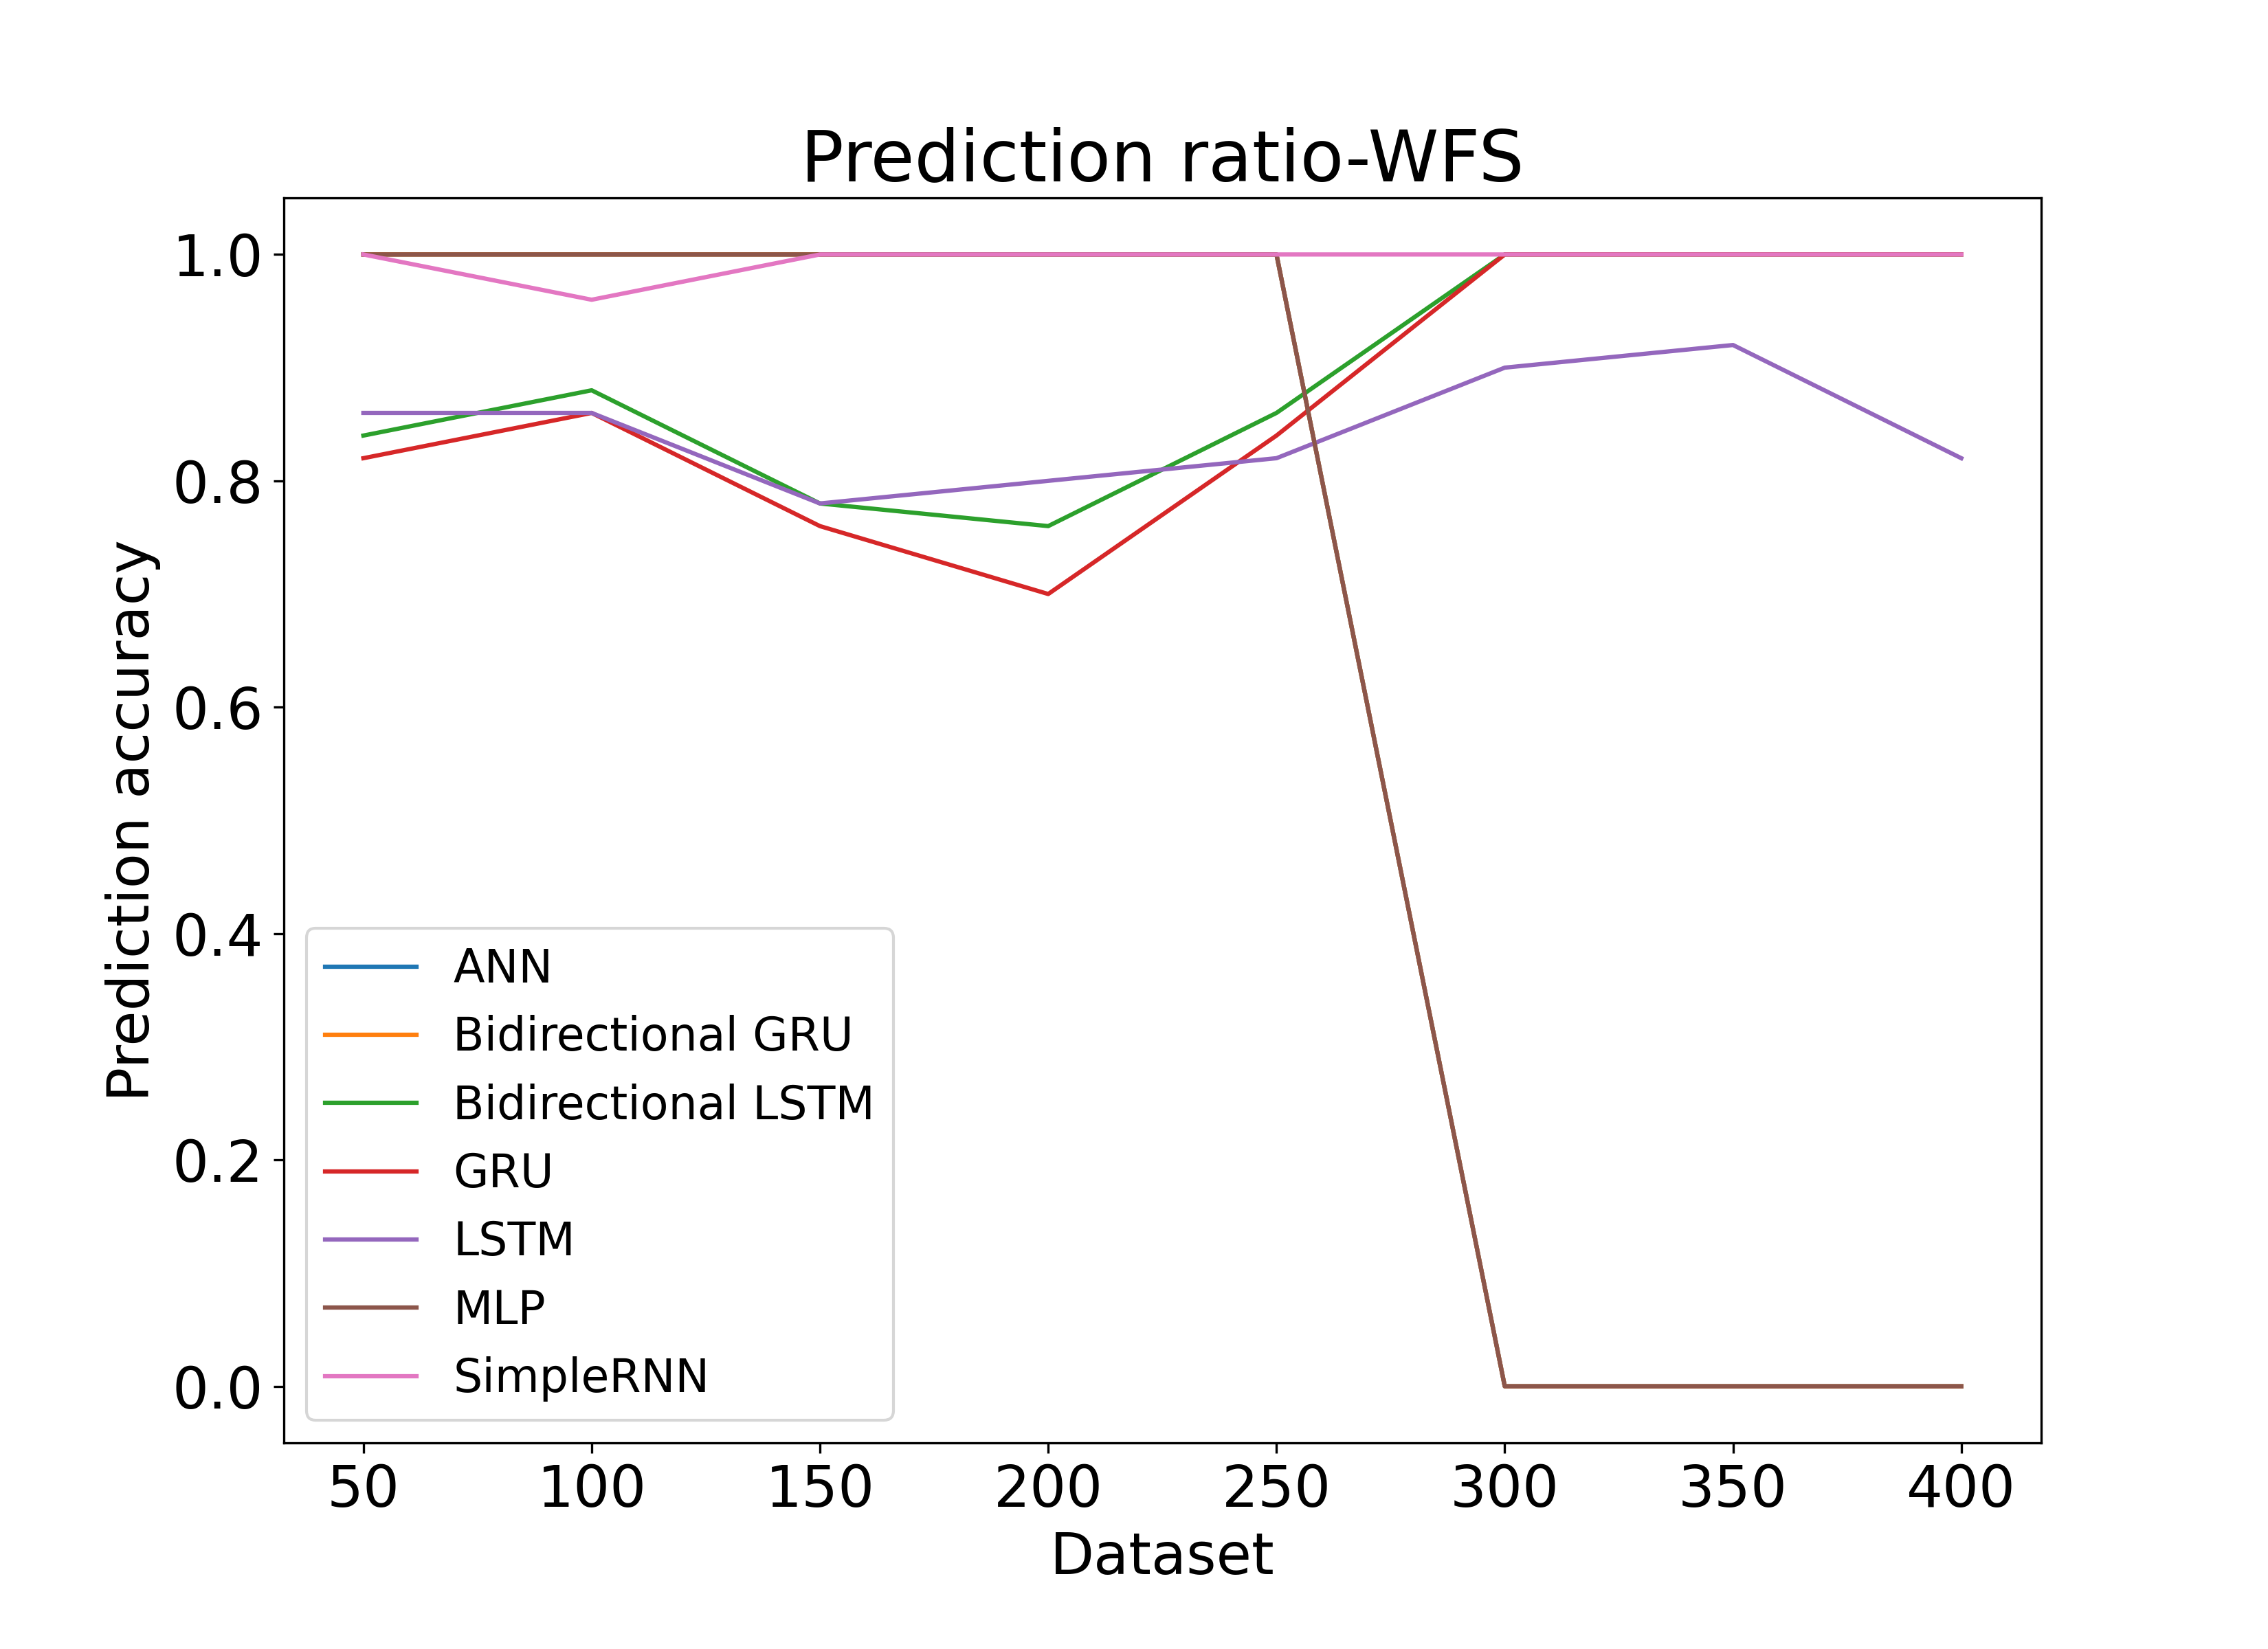 Prediction ratio-WFS
Prediction accuracy
1.0
0.8
0.6
0.4
0.2
0.0
ANN
Bidirectional GRU
Bidirectional LSTM
GRU
LSTM
MLP
SimpleRNN
50 100 150 200 250 300 350 400
Dataset